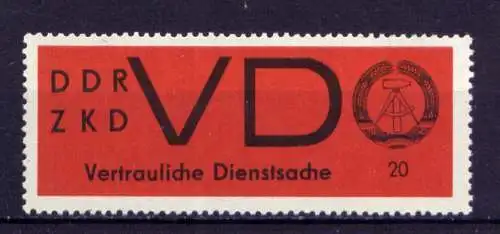 DDR
ZKD
VD
Vertrauliche Dienstsache
20